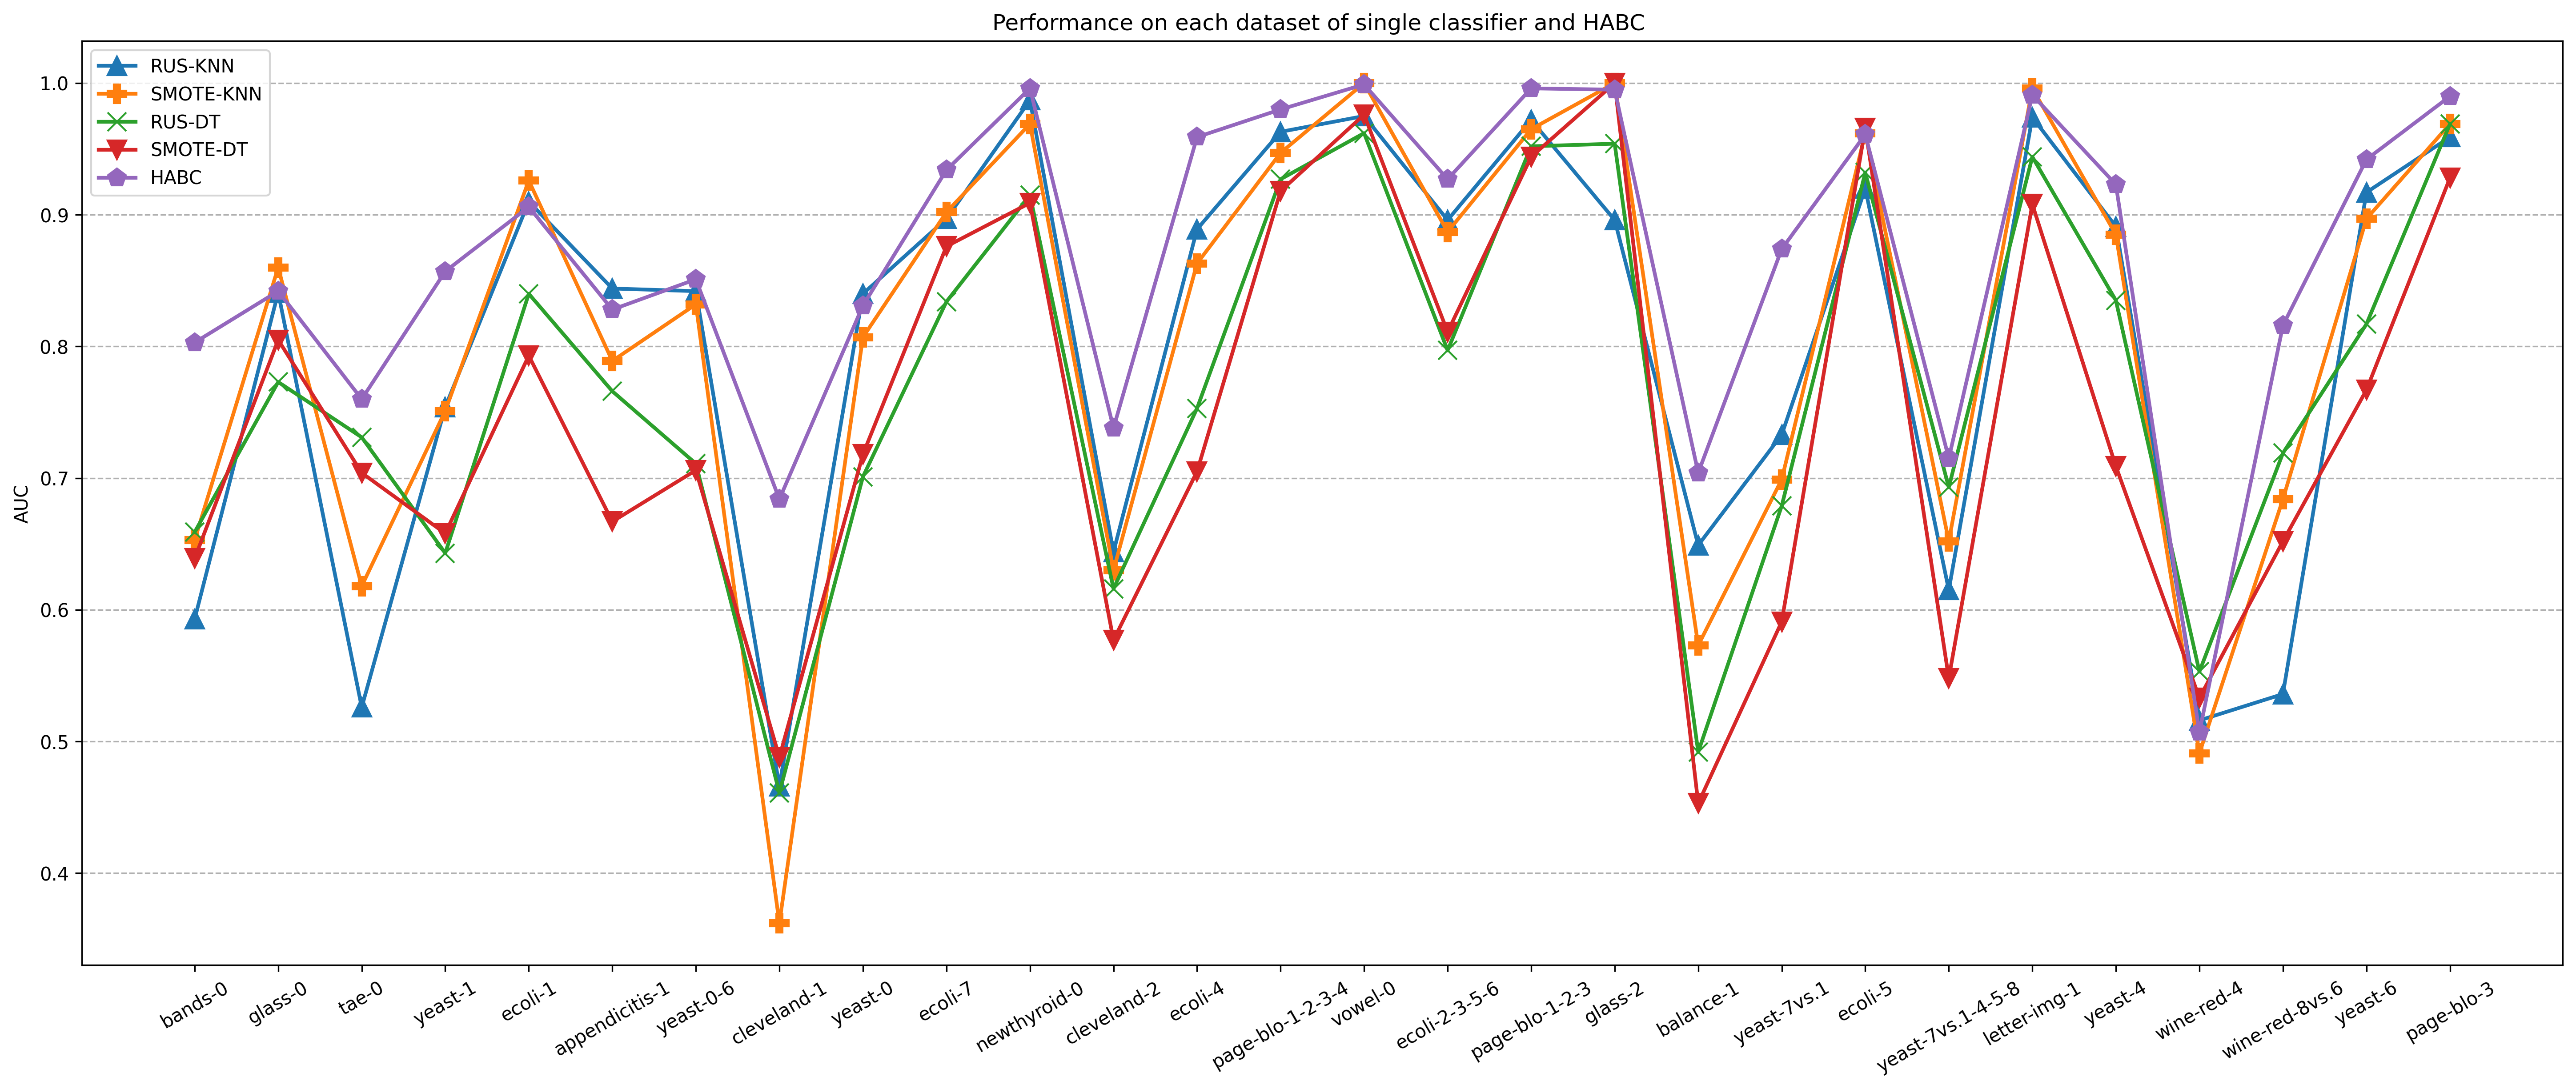 Performance on each dataset of single classifier and HABC
RUS-KNN
SMOTE-KNN
RUS-DT
SMOTE-DT
HABC
AUC
1.0
0.9
0.8
0.7
0.6
0.5
0.4
bands-0
glass-0
tae-0
yeast-1
ecoli-1
appendicitis-1
yeast-0-6
cleveland-1
yeast-0
ecoli-7
newthyroid-0
cleveland-2
ecoli-4
page-blo-1-2-3-4
vowel-0
ecoli-2-3-5-6
page-blo-1-2-3
glass-2
balance-1
yeast-7vs.1
ecoli-5
yeast-7vs.1-4-5-8
letter-img-1
yeast-4
wine-red-4
wine-red-8vs.6
yeast-6
page-blo-3